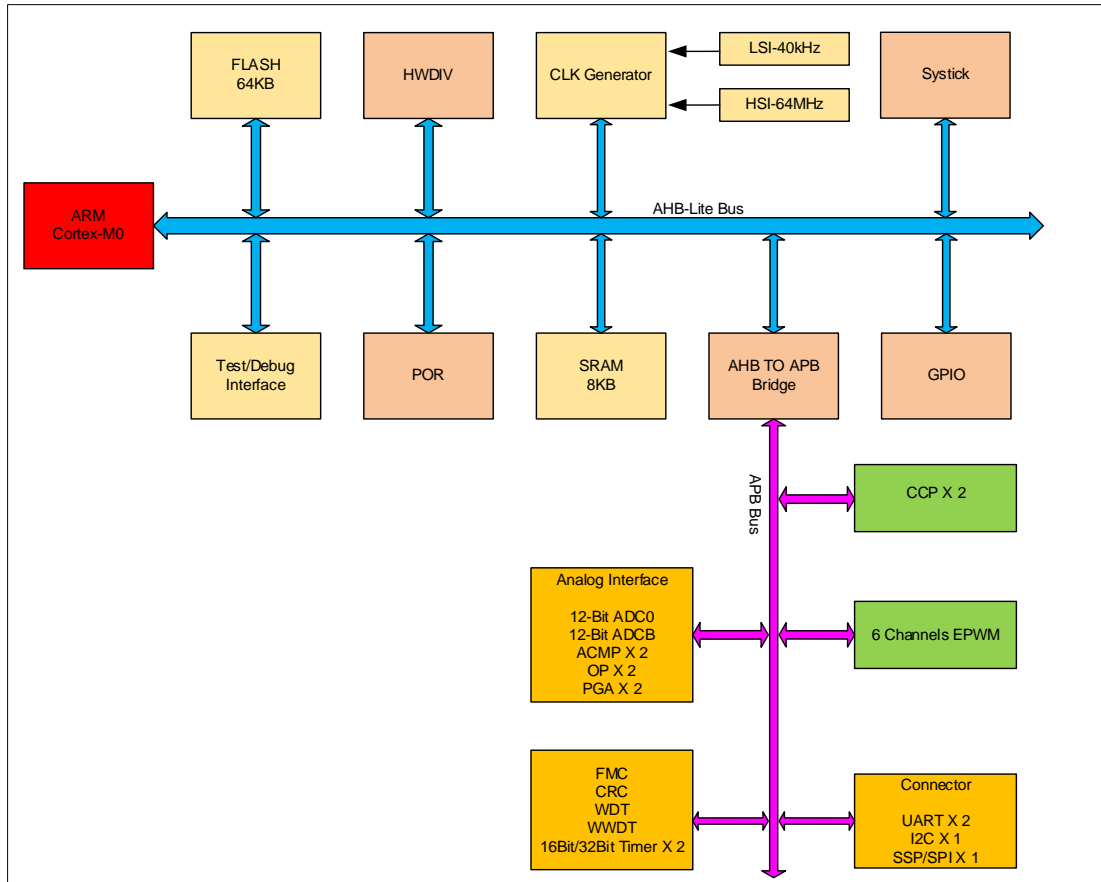 FLASH
64KB
HWDIV
CLK Generator
LSI-40kHz
HSI-64MHz
Systick
ARM
Cortex-M0
AHB-Lite Bus
Test/Debug
Interface
POR
SRAM
8KB
AHB TO APB
Bridge
GPIO
APB Bus
CCP X 2
Analog Interface
12-Bit ADC0
12-Bit ADCB
ACMP X 2
OP X 2
PGA X 2
6 Channels EPWM
FMC
CRC
WDT
WWDT
16Bit/32Bit Timer X 2
Connector
UART X 2
I2C X 1
SSP/SPI X 1